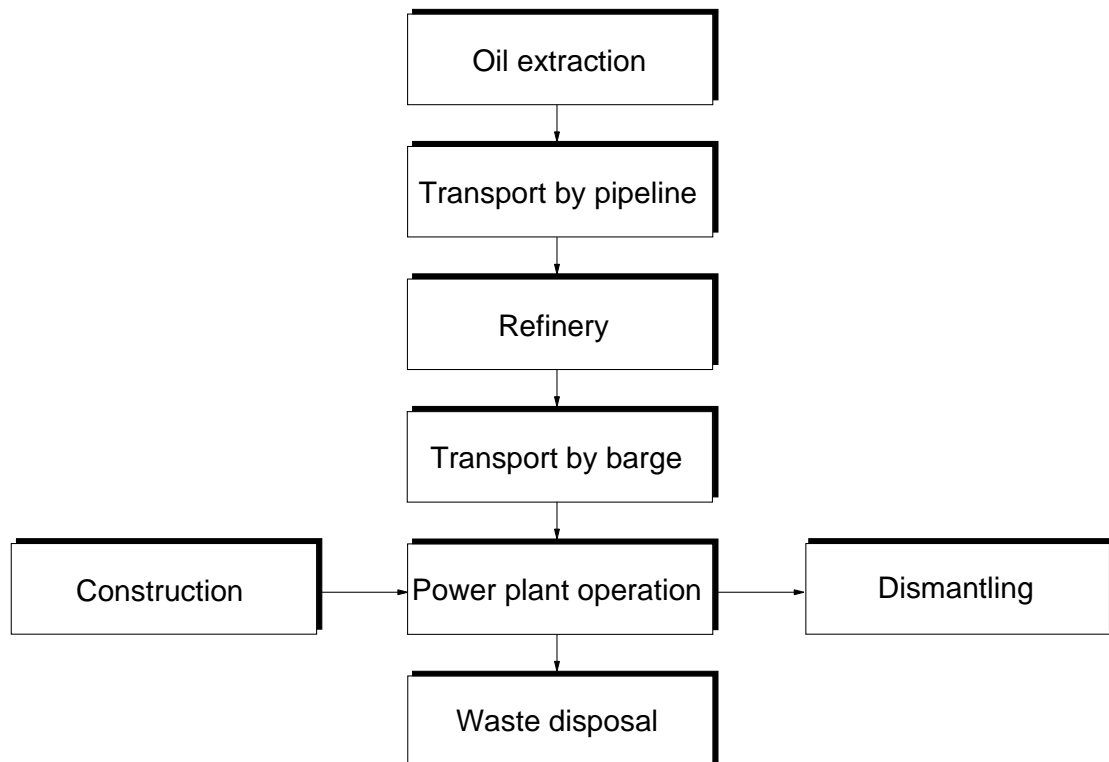 Oil extraction
Transport by pipeline
Refinery
Transport by barge
Construction
Power plant operation
Dismantling
Waste disposal